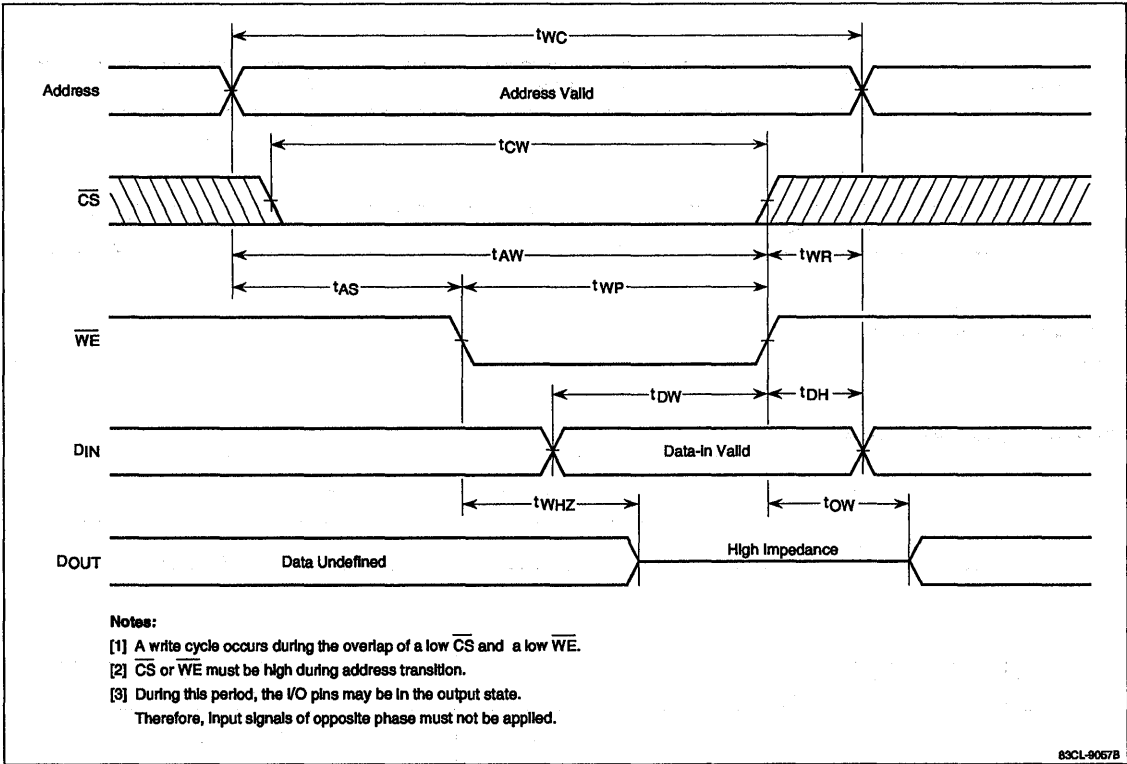 tWC
Address
Address Valid
tCW
CS
tAW
tWR
tAS
tWP
WE
tDW
tDH
DIN
Data-In Valid
tWHZ
tOW
DOUT
Data Undefined
High Impedance
Notes:
[1] A write cycle occurs during the overlap of a low CS and a low WE.
[2] CS or WE must be high during address transition.
[3] During this period, the I/O pins may be in the output state.
Therefore, input signals of opposite phase must not be applied.
83CL-9057B